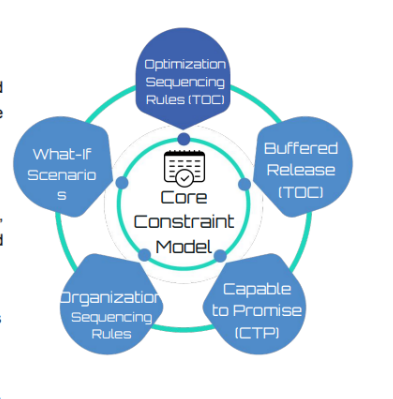 d
e
,
d
s
Optimization
Sequencing
Rules (TOC)
Buffered
Release
(TOC)
What-If
Scenario
s
Core
Constraint
Model
Organization
Sequencing
Rules
Capable
to Promise
(CTP)